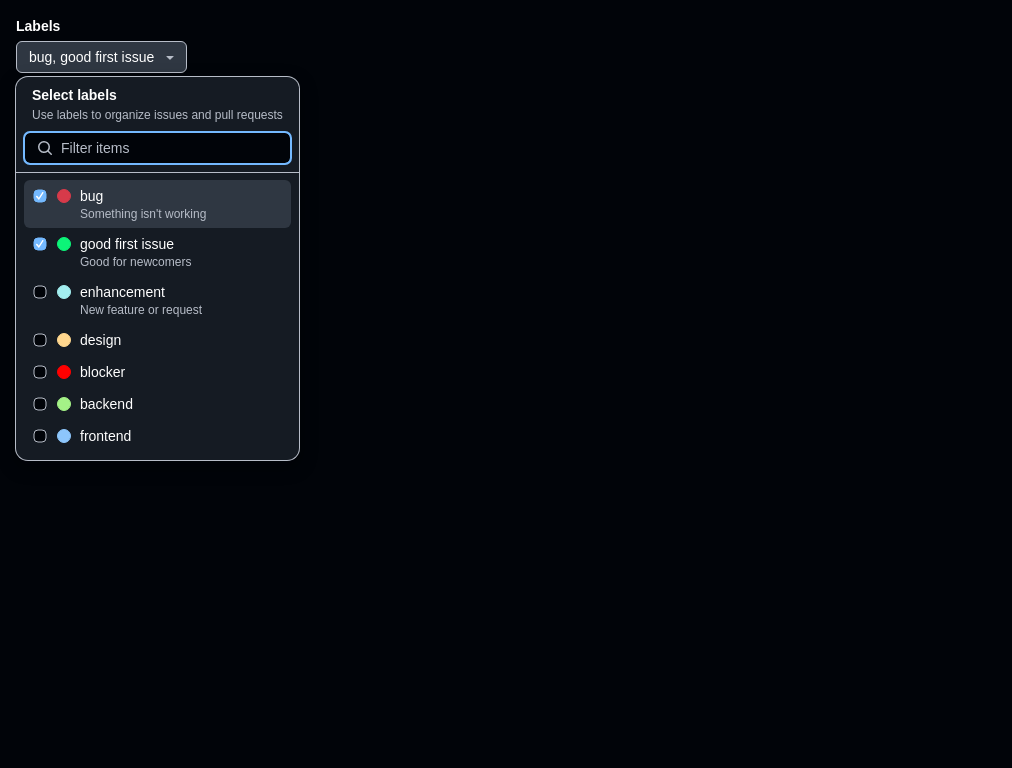 Labels
bug, good first issue
Select labels
Use labels to organize issues and pull requests
Filter items
bug
Something isn't working
good first issue
Good for newcomers
enhancement
New feature or request
design
blocker
backend
frontend